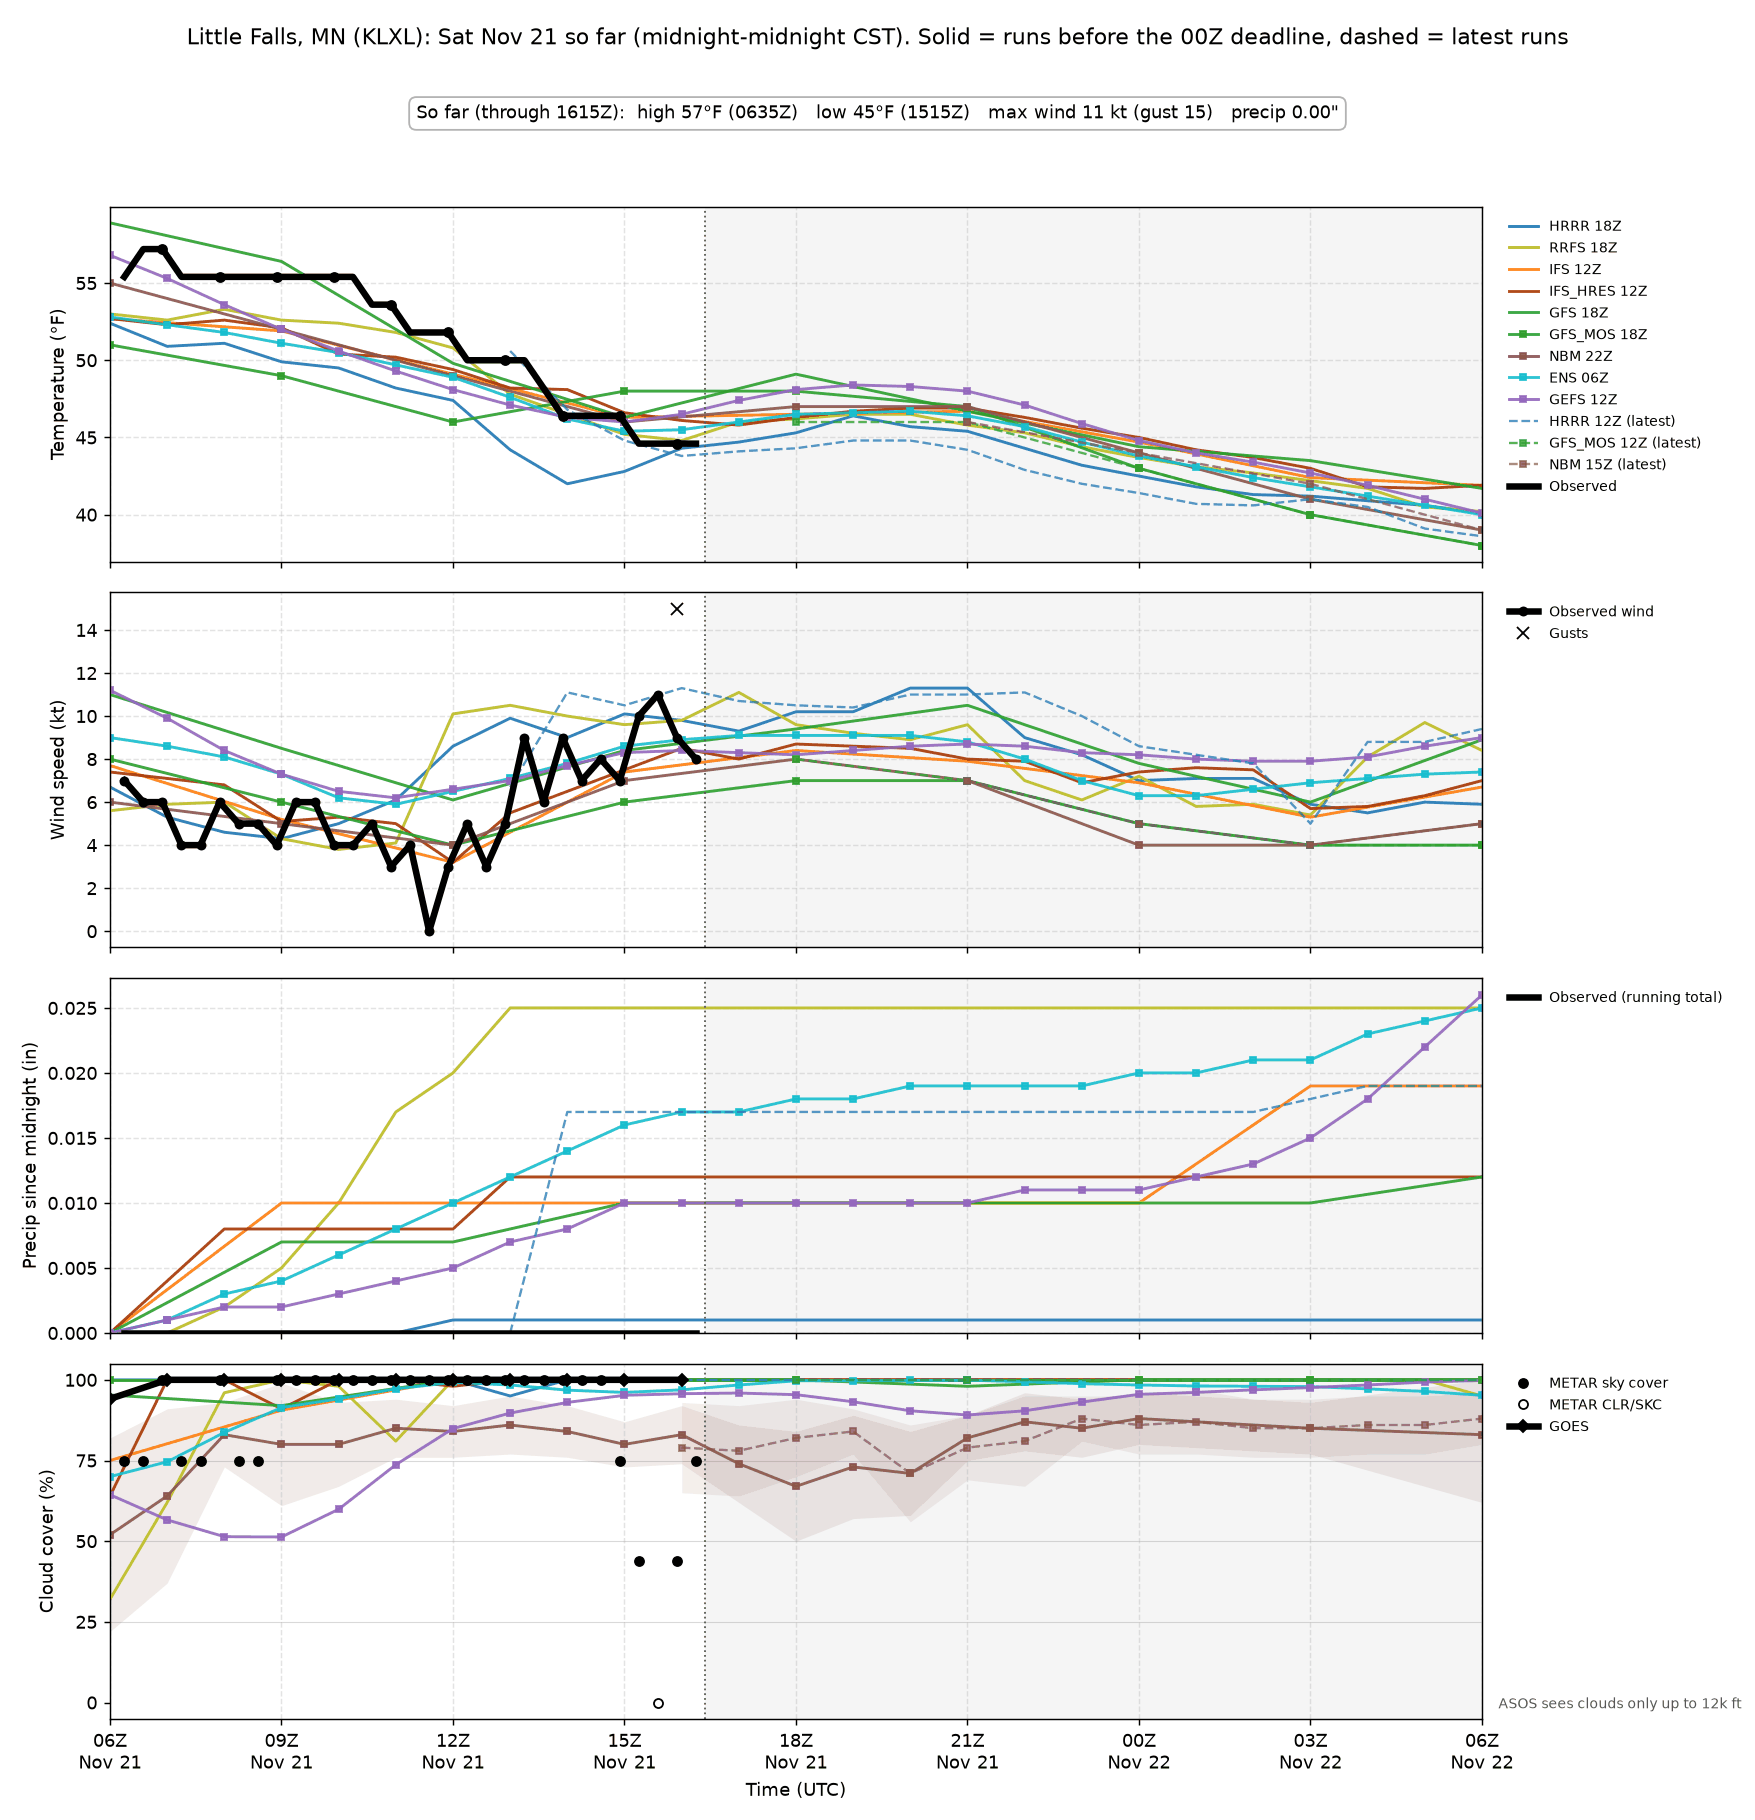 Little Falls, MN (KLXL): Sat Nov 21 so far (midnight-midnight CST). Solid = runs before the 00Z deadline, dashed = latest runs
So far (through 1615Z):  high 57°F (0635Z)   low 45°F (1515Z)   max wind 11 kt (gust 15)   precip 0.00"
Temperature (°F)
55
50
45
40
HRRR 18Z
RRFS 18Z
IFS 12Z
IFS_HRES 12Z
GFS 18Z
GFS_MOS 18Z
NBM 22Z
ENS 06Z
GEFS 12Z
HRRR 12Z (latest)
GFS_MOS 12Z (latest)
NBM 15Z (latest)
Observed
Wind speed (kt)
14
12
10
8
6
4
2
0
Observed wind
Gusts
Precip since midnight (in)
0.025
0.020
0.015
0.010
0.005
0.000
Observed (running total)
Cloud cover (%)
100
75
50
25
0
METAR sky cover
METAR CLR/SKC
GOES
ASOS sees clouds only up to 12k ft
06Z 09Z 12Z 15Z 18Z 21Z 00Z 03Z 06Z
Nov 21 Nov 21 Nov 21 Nov 21 Nov 21 Nov 21 Nov 22 Nov 22 Nov 22
Time (UTC)